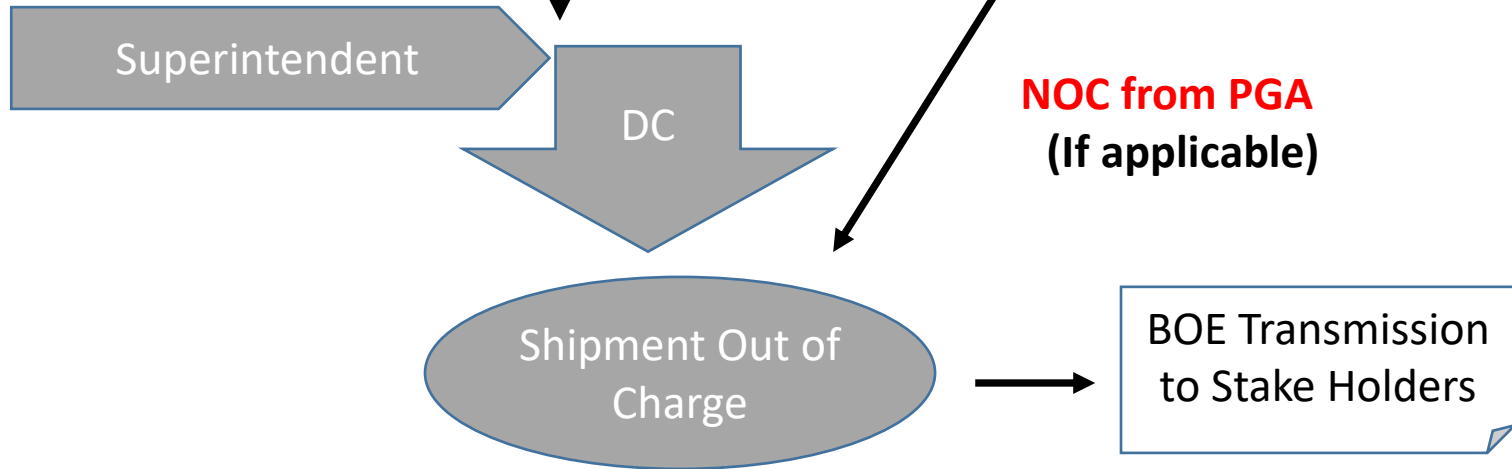 Superintendent
DC
NOC from PGA
(If applicable)
Shipment Out of
Charge
BOE Transmission
to Stake Holders